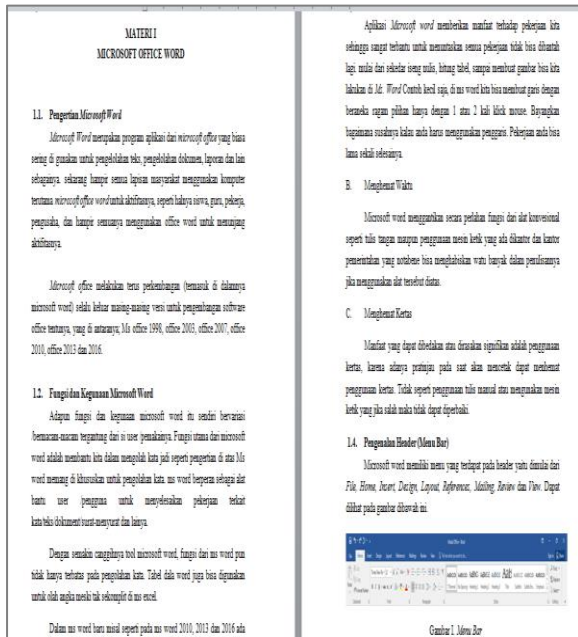 MATERI I
MICROSOFT OFFICE WORD
1.1. Pengertian Microsoft Word
Microsoft Word merupakan program aplikasi dari microsoft office yang biasa
sering di gunakan untuk pengelolahan teks, pengelolahan dokumen, laporan dan lain
sebagainya. sekarang hampir semua lapisan masyarakat menggunakan komputer
terutama microsoft office word untuk aktifitasnya, seperti halnya siswa, guru, pekerja,
pengusaha, dan hampir semuanya menggunakan office word untuk menunjang
aktifitasnya.
Microsoft office melakukan terus perkembangan (termasuk di dalamnya
microsoft word) selalu keluar masing-masing versi untuk pengembangan software
office tentunya, yang di antaranya; Ms office 1998, office 2003, office 2007, office
2010, office 2013 dan 2016.
1.2. Fungsi dan Kegunaan Microsoft Word
Adapun fungsi dan kegunaan microsoft word itu sendiri bervariasi
/bermacam-macam tergantung dari si user /pemakainya. Fungsi utama dari microsoft
word adalah membantu kita dalam mengolah kata jadi seperti pengertian di atas Ms
word memang di khususkan untuk pengolahan kata. ms word berperan sebagai alat
bantu user /pengguna untuk menyelesaikan pekerjaan terkait
kata/teks/dokument/surat-menyurat dan lainya.
Dengan semakin canggihnya tool microsoft word, fungsi dari ms word pun
tidak hanya terbatas pada pengolahan kata. Tabel dala word juga bisa digunakan
untuk olah angka meski tak sekomplit di ms excel.
Dalam ms word baru misal seperti pada ms word 2010, 2013 dan 2016 ada
Aplikasi Microsoft word memberikan manfaat terhadap pekerjaan kita
sehingga sangat terbantu untuk menuntaskan semua pekerjaan tidak bisa dibantah
lagi mulai dari sekedar iseng nulis, hitung tabel, sampai membuat gambar bisa kita
lakukan di Ms. Word Contoh kecil saja, di ms word kita bisa membuat garis dengan
beraneka ragam pilihan hanya dengan 1 atau 2 kali klick mouse. Bayangkan
bagaimana susahnya kalau anda harus menggunakan penggaris. Pekerjaan anda bisa
lama sekali selesainya.
B. Menghemat Waktu
Microsoft word menggantikan secara perlahan fungsi dari alat konvesional
seperti tulis tangan maupun penggunaan mesin ketik yang ada dikantor dan kantor
pemerintahan yang notabene bisa menghabiskan watu banyak dalam penulisannya
jika menggunakan alat tersebut diatas.
C. Menghemat Kertas
Manfaat yang dapat dibedakan atau dirasakan signifikan adalah penggunaan
kertas, karena adanya pratinjau pada saat akan mencetak dapat menhemat
penggunaan kertas. Tidak seperti penggunaan tulis manual atau mengunakan mesin
ketik yang jika salah maka tidak dapat diperbaiki.
1.4. Pengenalan Header (Menu Bar)
Microsoft word memiliki menu yang terdapat pada header yaitu dimulai dari
File, Home, Insert, Design, Layout, References, Mailing, Review dan View. Dapat
dilihat pada gambar dibawah ini.
Gambar 1. Menu Bar